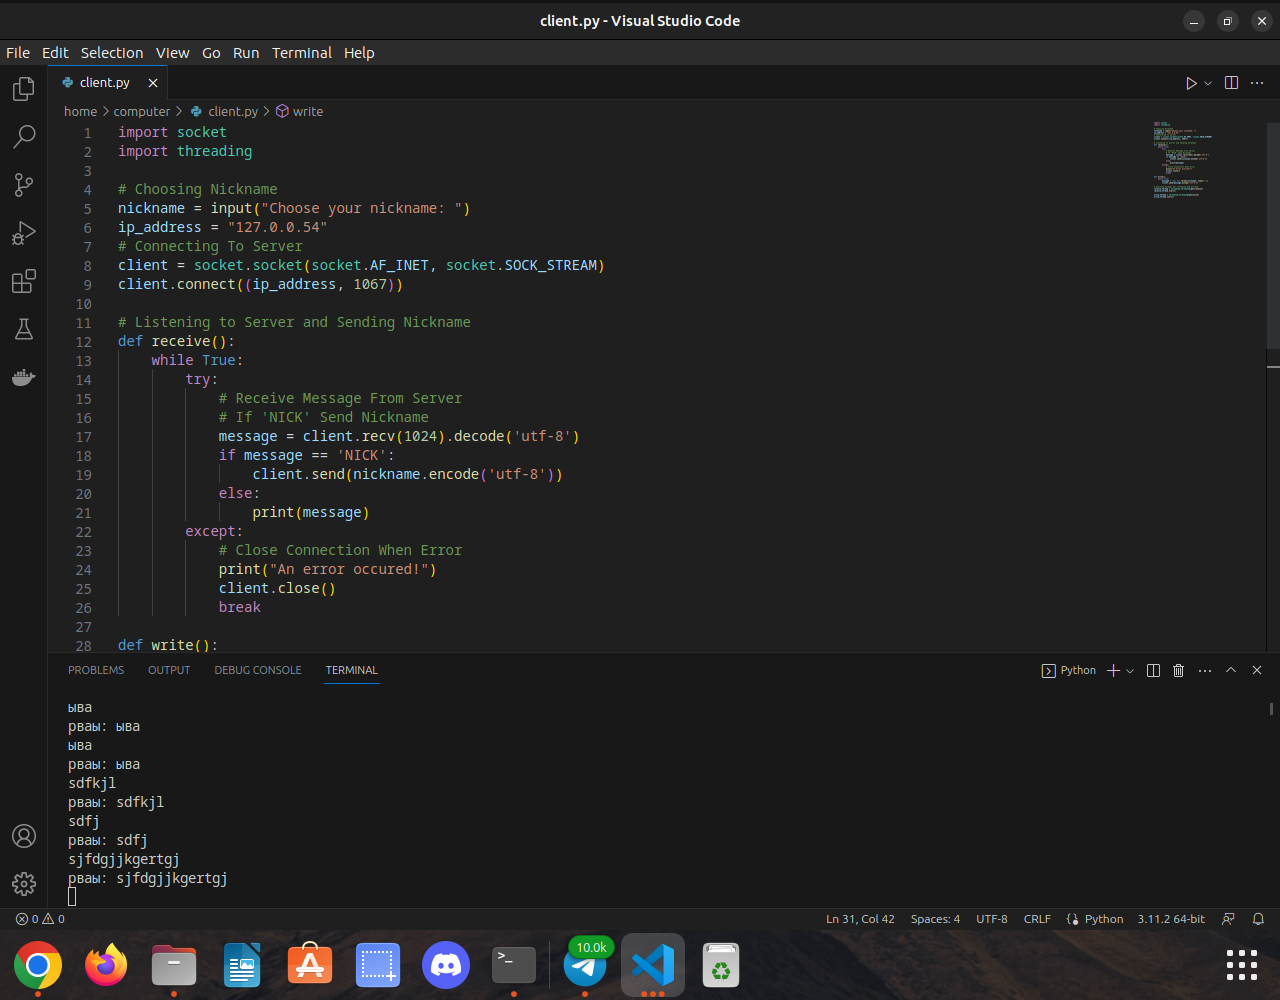 client.py - Visual Studio Code
File Edit Selection View Go Run Terminal Help
client.py
home > computer > client.py > write
1 import socket
2 import threading
3
4 # Choosing Nickname
5 nickname = input("Choose your nickname: ")
6 ip_address = "127.0.0.54"
7 # Connecting To Server
8 client = socket.socket(socket.AF_INET, socket.SOCK_STREAM)
9 client.connect((ip_address, 1067))
10
11 # Listening to Server and Sending Nickname
12 def receive():
13 while True:
14 try:
15 # Receive Message From Server
16 # If 'NICK' Send Nickname
17 message = client.recv(1024).decode('utf-8')
18 if message == 'NICK':
19 client.send(nickname.encode('utf-8'))
20 else:
21 print(message)
22 except:
23 # Close Connection When Error
24 print("An error occured!")
25 client.close()
26 break
27
28 def write():
PROBLEMS OUTPUT DEBUG CONSOLE TERMINAL Python
ыва
рваы: ыва
ыва
рваы: ыва
sdfkjl
рваы: sdfkjl
sdfj
рваы: sdfj
sjfdgjjkgertgj
рваы: sjfdgjjkgertgj
0 0 Ln 31, Col 42 Spaces: 4 UTF-8 CRLF Python 3.11.2 64-bit
10.0k